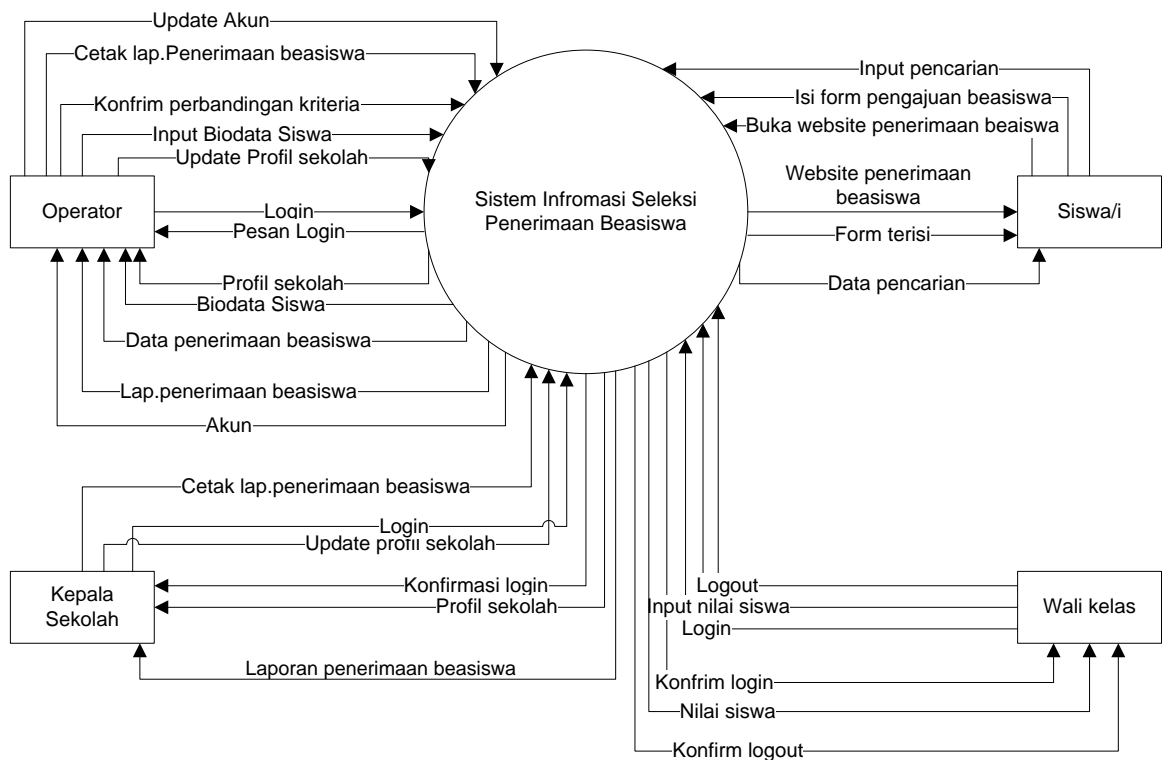 Update Akun
Cetak lap.Penerimaan beasiswa
Konfrim perbandingan kriteria
Input Biodata Siswa
Update Profil sekolah
Operator
Login
Pesan Login
Profil sekolah
Biodata Siswa
Data penerimaan beasiswa
Lap.penerimaan beasiswa
Akun
Sistem Infromasi Seleksi
Penerimaan Beasiswa
Input pencarian
Isi form pengajuan beasiswa
Buka website penerimaan beaiswa
Website penerimaan
beasiswa
Siswa/i
Form terisi
Data pencarian
Cetak lap.penerimaan beasiswa
Login
Update profil sekolah
Kepala
Sekolah
Konfirmasi login
Profil sekolah
Laporan penerimaan beasiswa
Logout
Input nilai siswa
Login
Wali kelas
Konfrim login
Nilai siswa
Konfirm logout